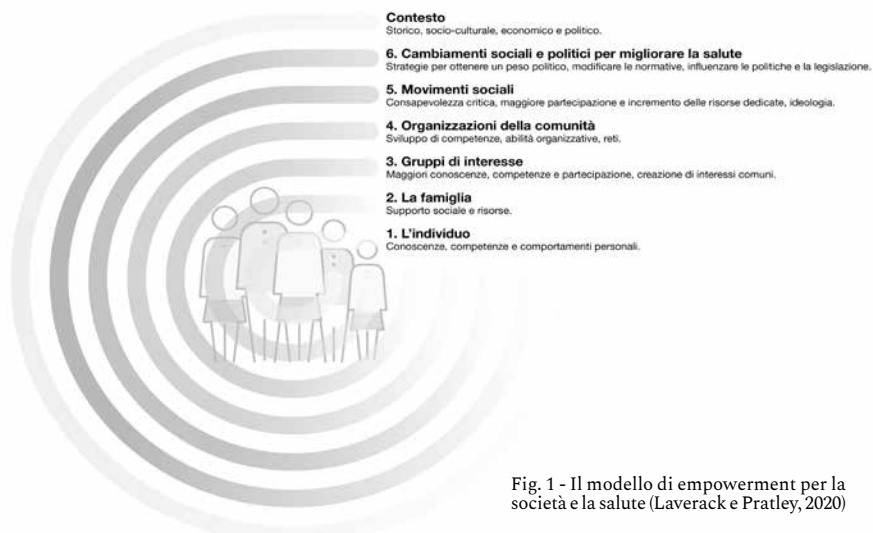 Contesto
Storico, socio-culturale, economico e politico.
6. Cambiamenti sociali e politici per migliorare la salute
Strategie per ottenere un peso politico, modificare le normative, influenzare le politiche e la legislazione.
5. Movimenti sociali
Consapevolezza critica, maggiore partecipazione e incremento delle risorse dedicate, ideologia.
4. Organizzazioni della comunità
Sviluppo di competenze, abilità organizzative, reti.
3. Gruppi di interesse
Maggiori conoscenze, competenze e partecipazione, creazione di interessi comuni.
2. La famiglia
Supporto sociale e risorse.
1. L'individuo
Conoscenze, competenze e comportamenti personali.
Fig. 1 - Il modello di empowerment per la
società e la salute (Laverack e Pratley, 2020)